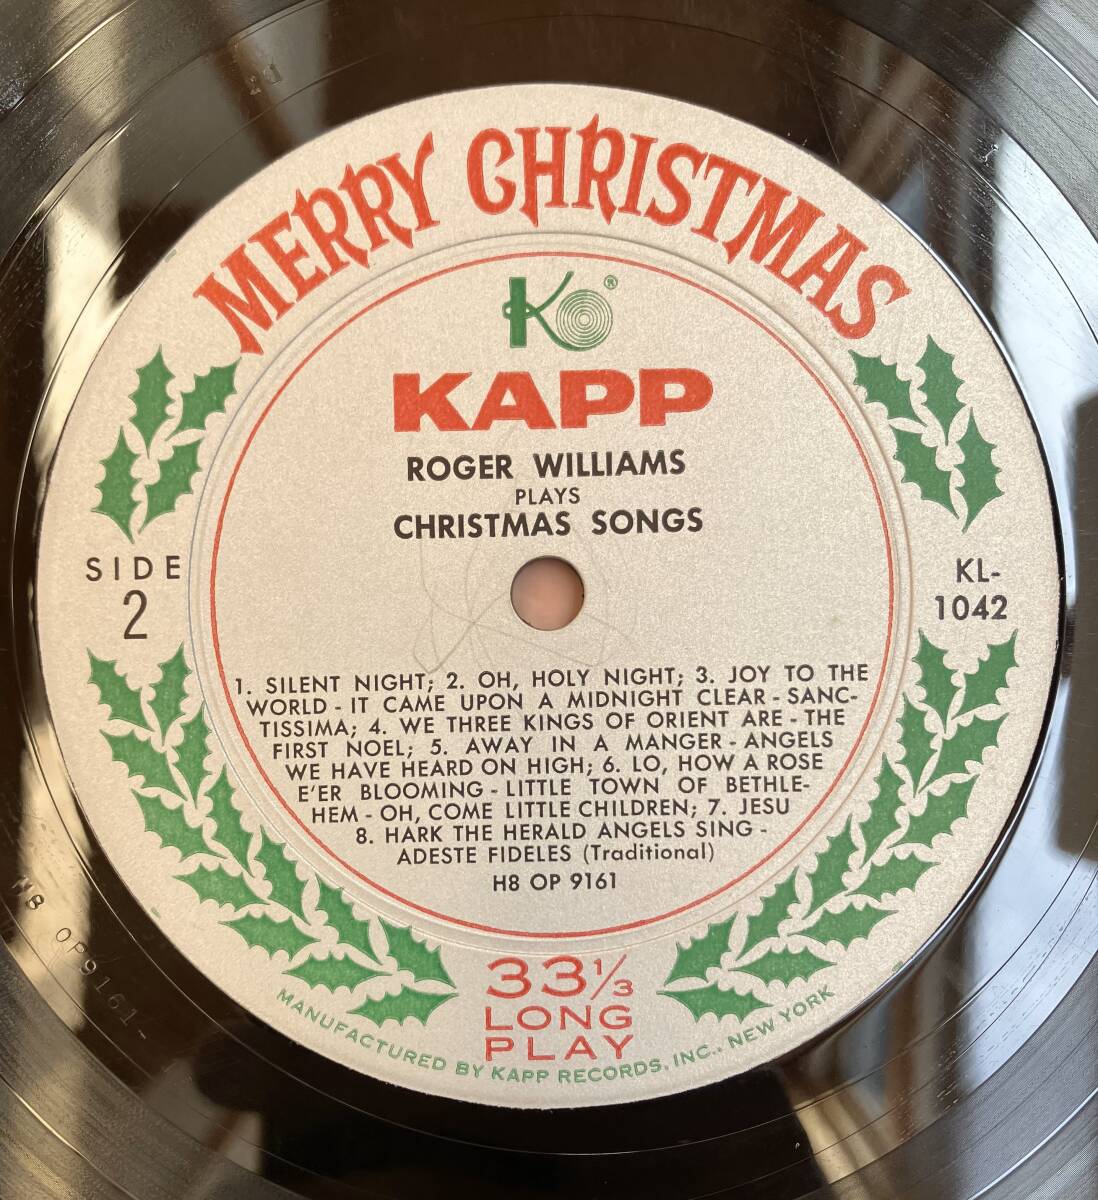 MERRY CHRISTMAS
K ®
KAPP
ROGER WILLIAMS
PLAYS
CHRISTMAS SONGS
SIDE
2
KL-
1042
1. SILENT NIGHT; 2. OH, HOLY NIGHT; 3. JOY TO THE
WORLD - IT CAME UPON A MIDNIGHT CLEAR - SANC-
TISSIMA; 4. WE THREE KINGS OF ORIENT ARE - THE
FIRST NOEL; 5. AWAY IN A MANGER - ANGELS
WE HAVE HEARD ON HIGH; 6. LO, HOW A ROSE
E'ER BLOOMING - LITTLE TOWN OF BETHLE-
HEM - OH, COME LITTLE CHILDREN; 7. JESU
8. HARK THE HERALD ANGELS SING -
ADESTE FIDELES (Traditional)
H8 OP 9161
33⅓
LONG
PLAY
MANUFACTURED BY KAPP RECORDS, INC., NEW YORK
H8 OP9161-